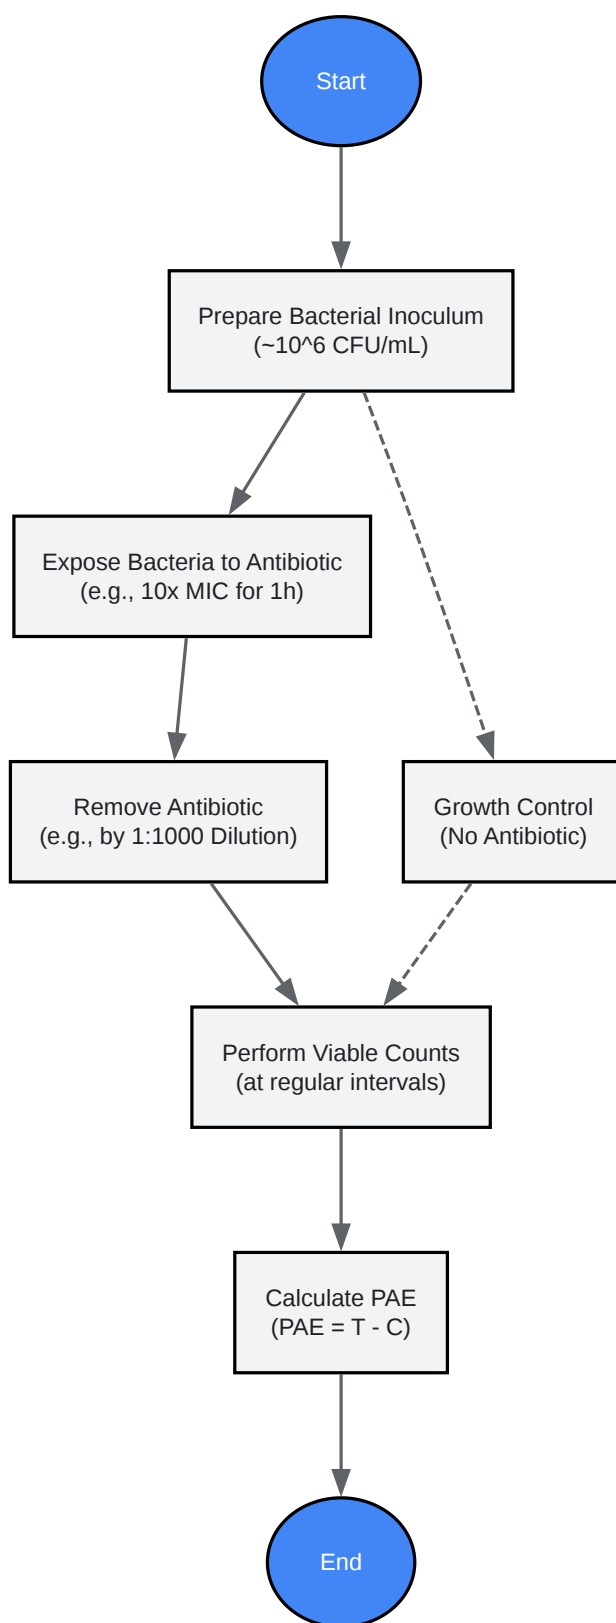 Start
Prepare Bacterial Inoculum
(~10^6 CFU/mL)
Expose Bacteria to Antibiotic
(e.g., 10x MIC for 1h)
Remove Antibiotic
(e.g., by 1:1000 Dilution)
Growth Control
(No Antibiotic)
Perform Viable Counts
(at regular intervals)
Calculate PAE
(PAE = T - C)
End